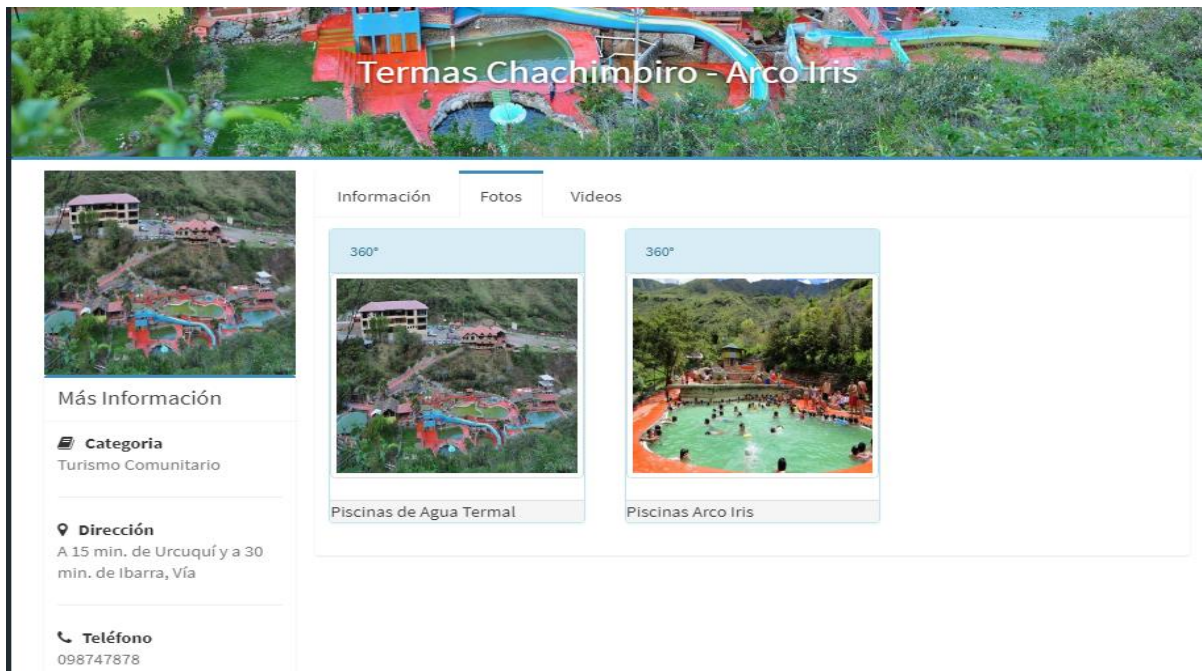 Termas Chachimbiro - Arco Iris
Información
Fotos
Videos
360°
360°
Piscinas de Agua Termal
Piscinas Arco Iris
Más Información
Categoria
Turismo Comunitario
Dirección
A 15 min. de Urcuquí y a 30
min. de Ibarra, Vía
Teléfono
098747878